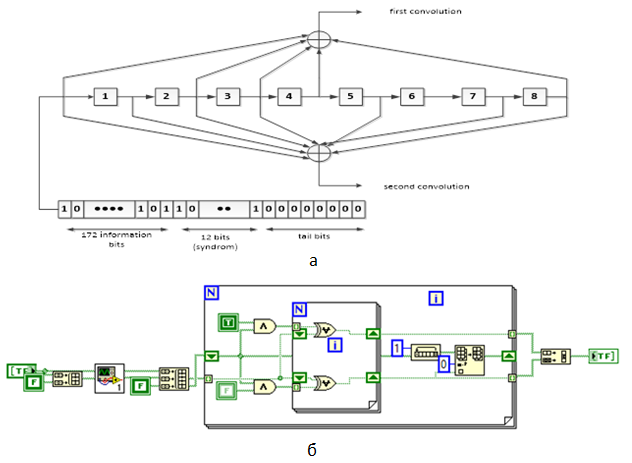 first convolution
1 2 3 4 5 6 7 8
second convolution
1 0 •••• 1 0 1 1 0 •• 1 0 0 0 0 0 0 0 0
172 information bits
12 bits (syndrom)
tail bits
а
N i
T N
i 1
TF 0 TF
F 1 F F
б